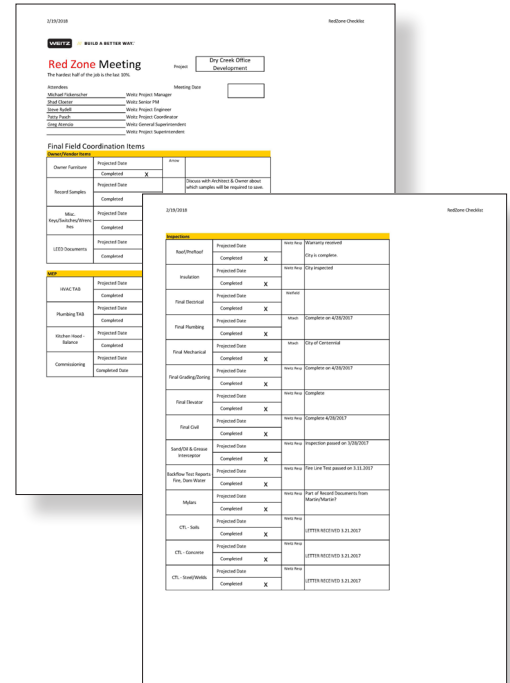 2/19/2018 RedZone Checklist
WEITZ BUILD A BETTER WAY.
Red Zone Meeting
The hardest half of the job is the last 10%.
Project Dry Creek Office Development
Attendees Meeting Date
Michael Fickenscher Weitz Project Manager
Shad Cloeter Weitz Senior PM
Steve Rydell Weitz Project Engineer
Patty Pasch Weitz Project Coordinator
Greg Atencio Weitz General Superintendent
Weitz Project Superintendent
Final Field Coordination Items
Owner/Vendor Items
Owner Furniture Projected Date
Completed X
Record Samples Projected Date Discuss with Architect & Owner about which samples will be required to save.
Completed
Misc. Keys/Switches/Wrenches Projected Date
Completed
LEED Documents Projected Date
Completed
MEP
HVAC TAB Projected Date
Completed
Plumbing TAB Projected Date
Completed
Kitchen Hood - Balance Projected Date
Completed
Commissioning Projected Date
Completed Date
2/19/2018 RedZone Checklist
Inspections
Roof/PreRoof Projected Date Weitz Resp Warranty received
Completed X City is complete.
Insulation Projected Date Weitz Resp City Inspected
Completed X
Final Electrical Projected Date
Completed X
Final Plumbing Projected Date Mtech Complete on 4/28/2017
Completed X
Final Mechanical Projected Date Mtech City of Centennial
Completed X
Final Grading/Zoning Projected Date Weitz Resp Complete on 4/28/2017
Completed X
Final Elevator Projected Date Weitz Resp Complete
Completed X
Final Civil Projected Date Weitz Resp Complete 4/28/2017
Completed X
Sand/Oil & Grease Interceptor Projected Date Weitz Resp Inspection passed on 3/28/2017
Completed X
Backflow Test Reports Fire, Dom Water Projected Date Weitz Resp Fire Line Test passed on 3.31.2017
Completed X
Mylars Projected Date Weitz Resp Part of Record Documents from Martin/Martin?
Completed X
CTL - Soils Projected Date Weitz Resp
Completed X LETTER RECEIVED 3.21.2017
CTL - Concrete Projected Date Weitz Resp
Completed X LETTER RECEIVED 3.21.2017
CTL - Steel/Welds Projected Date Weitz Resp
Completed X LETTER RECEIVED 3.21.2017